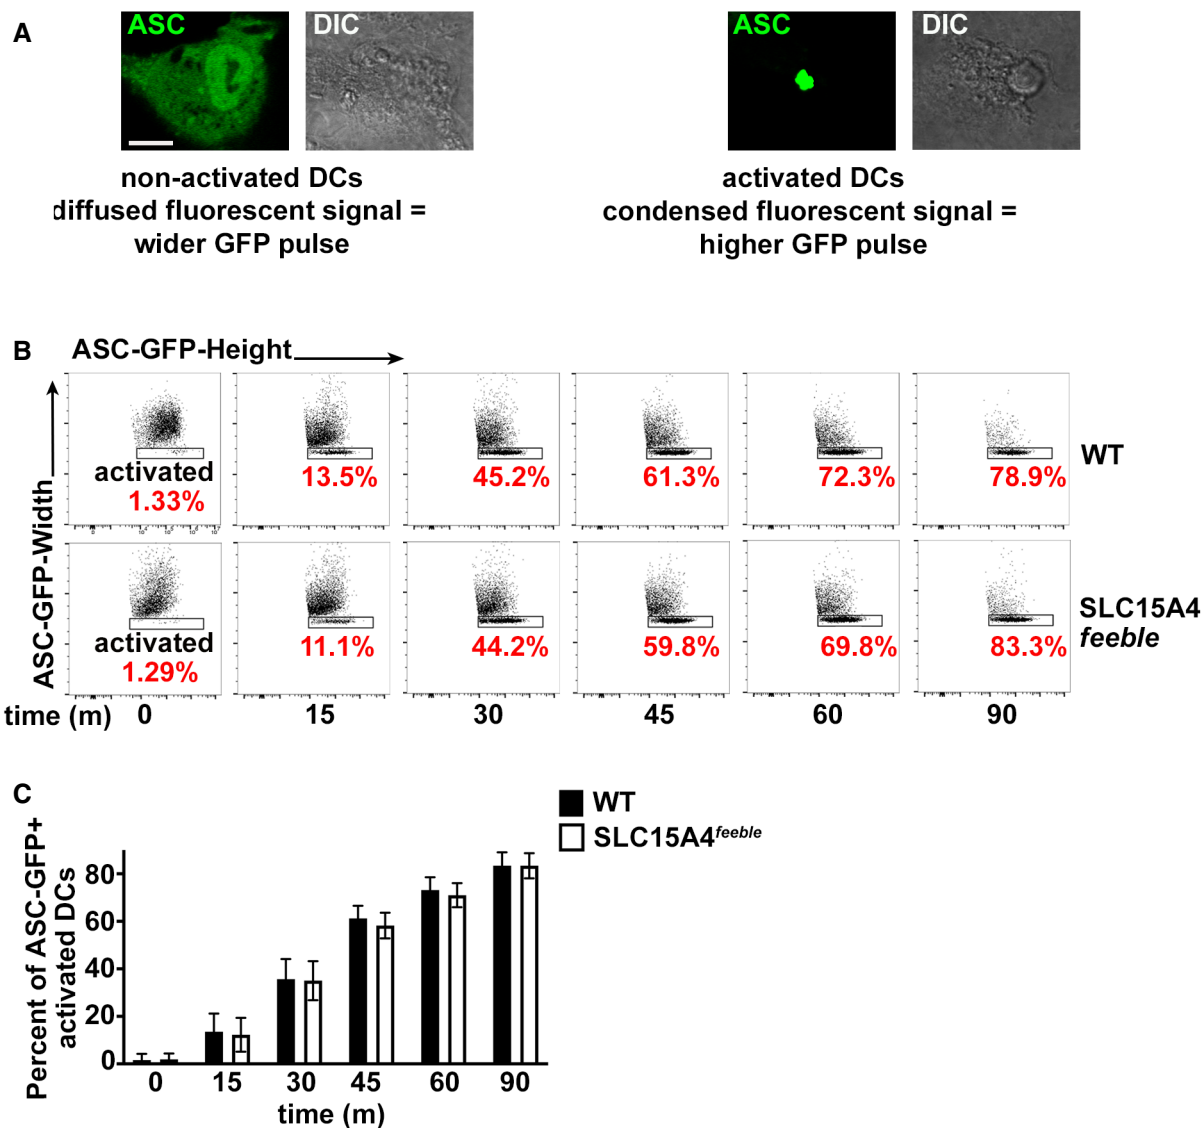 A
ASC
DIC
ASC
DIC
non-activated DCs
diffused fluorescent signal =
wider GFP pulse
activated DCs
condensed fluorescent signal =
higher GFP pulse
B
ASC-GFP-Height
ASC-GFP-Width
activated
1.33%
13.5%
45.2%
61.3%
72.3%
78.9%
WT
activated
1.29%
11.1%
44.2%
59.8%
69.8%
83.3%
SLC15A4
feeble
time (m) 0 15 30 45 60 90
C
WT
SLC15A4feeble
Percent of ASC-GFP+
activated DCs
80
60
40
20
0
0 15 30 45 60 90
time (m)